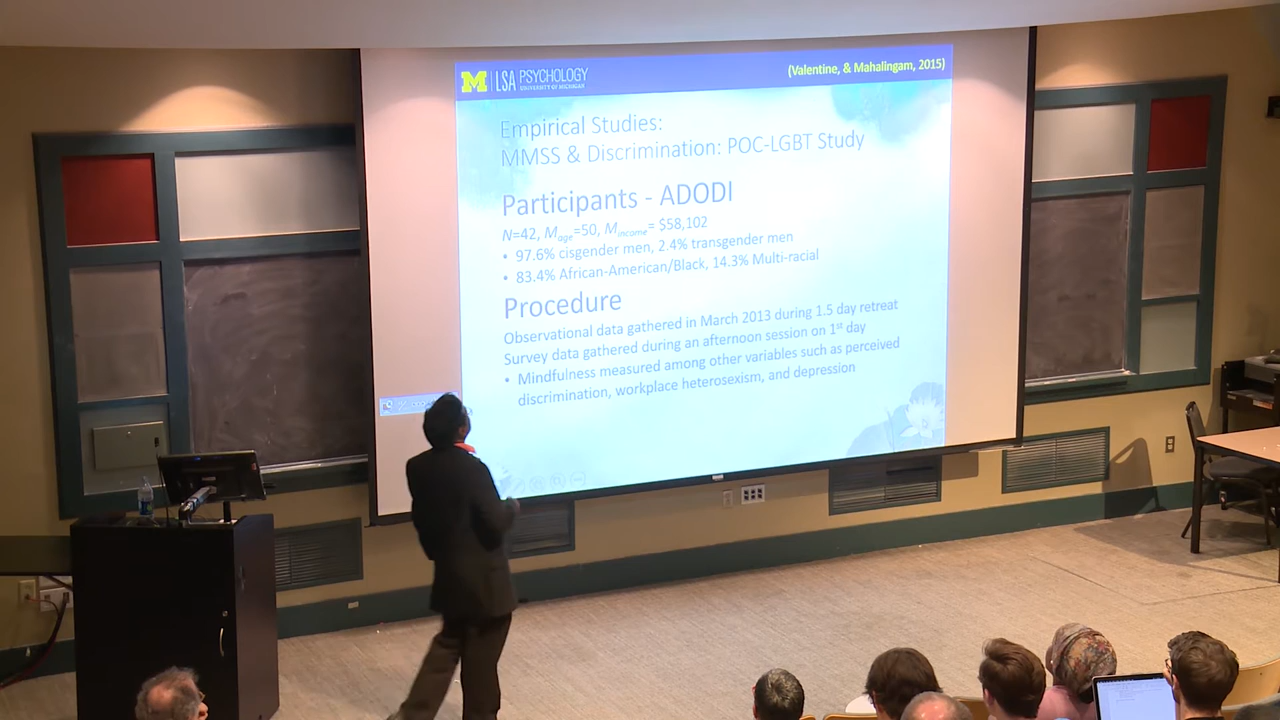 M LSA PSYCHOLOGY
UNIVERSITY OF MICHIGAN
(Valentine, & Mahalingam, 2015)
Empirical Studies:
MMSS & Discrimination: POC-LGBT Study
Participants - ADODI
N=42, Mage=50, Mincome= $58,102
• 97.6% cisgender men, 2.4% transgender men
• 83.4% African-American/Black, 14.3% Multi-racial
Procedure
Observational data gathered in March 2013 during 1.5 day retreat
Survey data gathered during an afternoon session on 1st day
• Mindfulness measured among other variables such as perceived
discrimination, workplace heterosexism, and depression